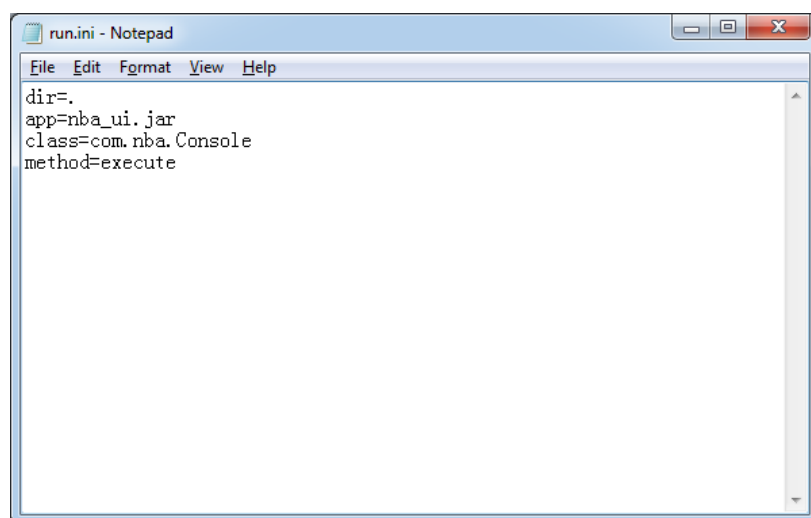 run.ini - Notepad
File Edit Format View Help
dir=.
app=nba_ui.jar
class=com.nba.Console
method=execute